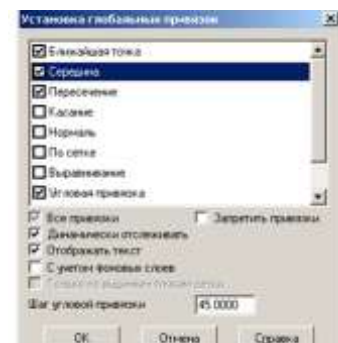 Установка глобальных привязок
Ближайшая точка
Середина
Пересечение
Касание
Нормаль
По сетке
Выравнивание
Угловая привязка
Все привязки
Запретить привязки
Динамически отслеживать
Отображать текст
С учетом фоновых слоев
Шаг угловой привязки
45.0000
OK
Отмена
Справка